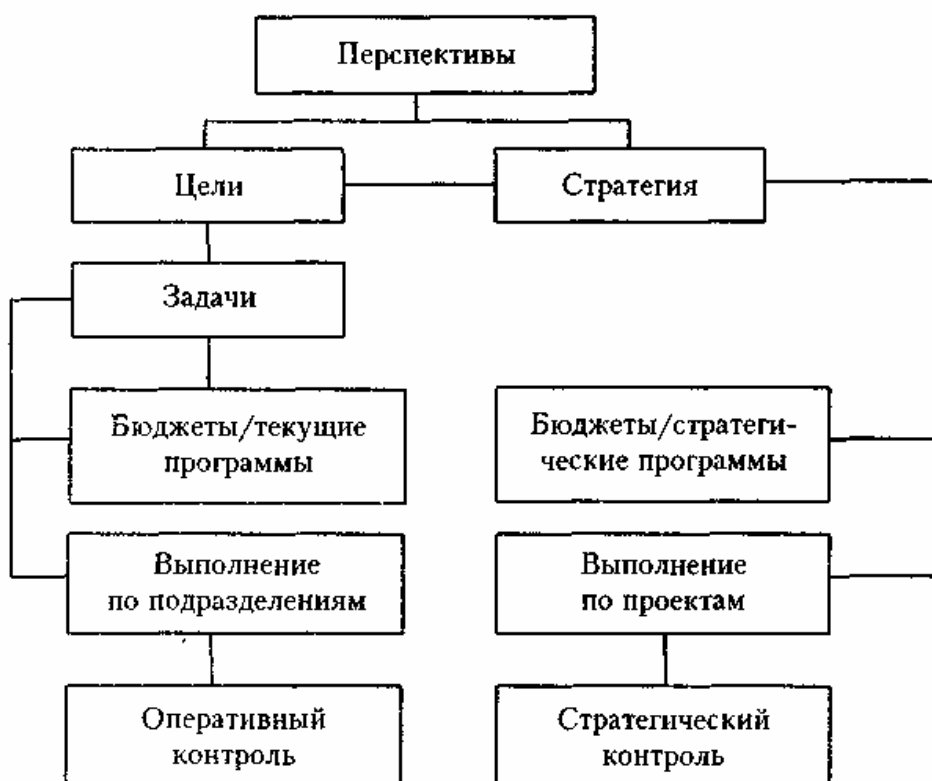 Перспективы
Цели
Стратегия
Задачи
Бюджеты/текущие
программы
Бюджеты/стратеги-
ческие программы
Выполнение
по подразделениям
Выполнение
по проектам
Оперативный
контроль
Стратегический
контроль